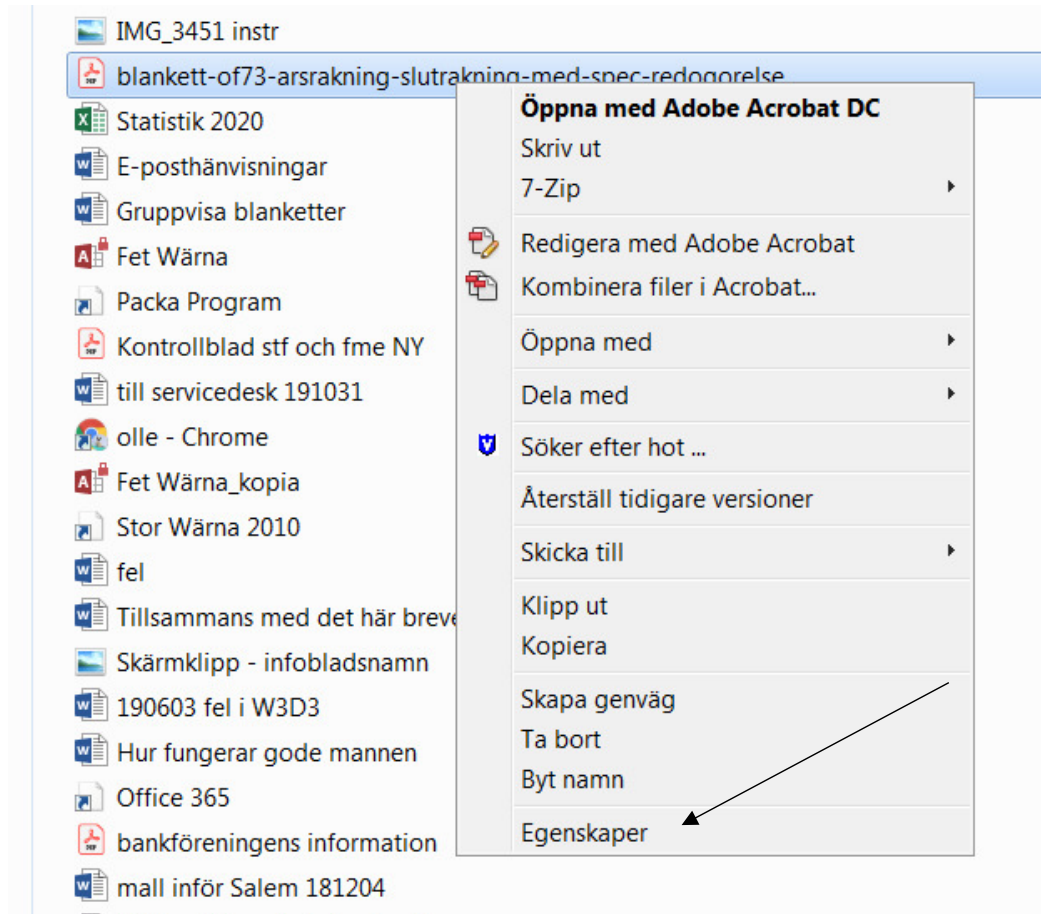 IMG_3451 instr
blankett-of73-arsrakning-slutrakning-med-spec-redogorelse
Statistik 2020
E-posthänvisningar
Gruppvisa blanketter
Fet Wärna
Packa Program
Kontrollblad stf och fme NY
till servicedesk 191031
olle - Chrome
Fet Wärna_kopia
Stor Wärna 2010
fel
Tillsammans med det här breve
Skärmklipp - infobladsnamn
190603 fel i W3D3
Hur fungerar gode mannen
Office 365
bankföreningens information
mall inför Salem 181204
Öppna med Adobe Acrobat DC
Skriv ut
7-Zip
Redigera med Adobe Acrobat
Kombinera filer i Acrobat...
Öppna med
Dela med
Söker efter hot ...
Återställ tidigare versioner
Skicka till
Klipp ut
Kopiera
Skapa genväg
Ta bort
Byt namn
Egenskaper